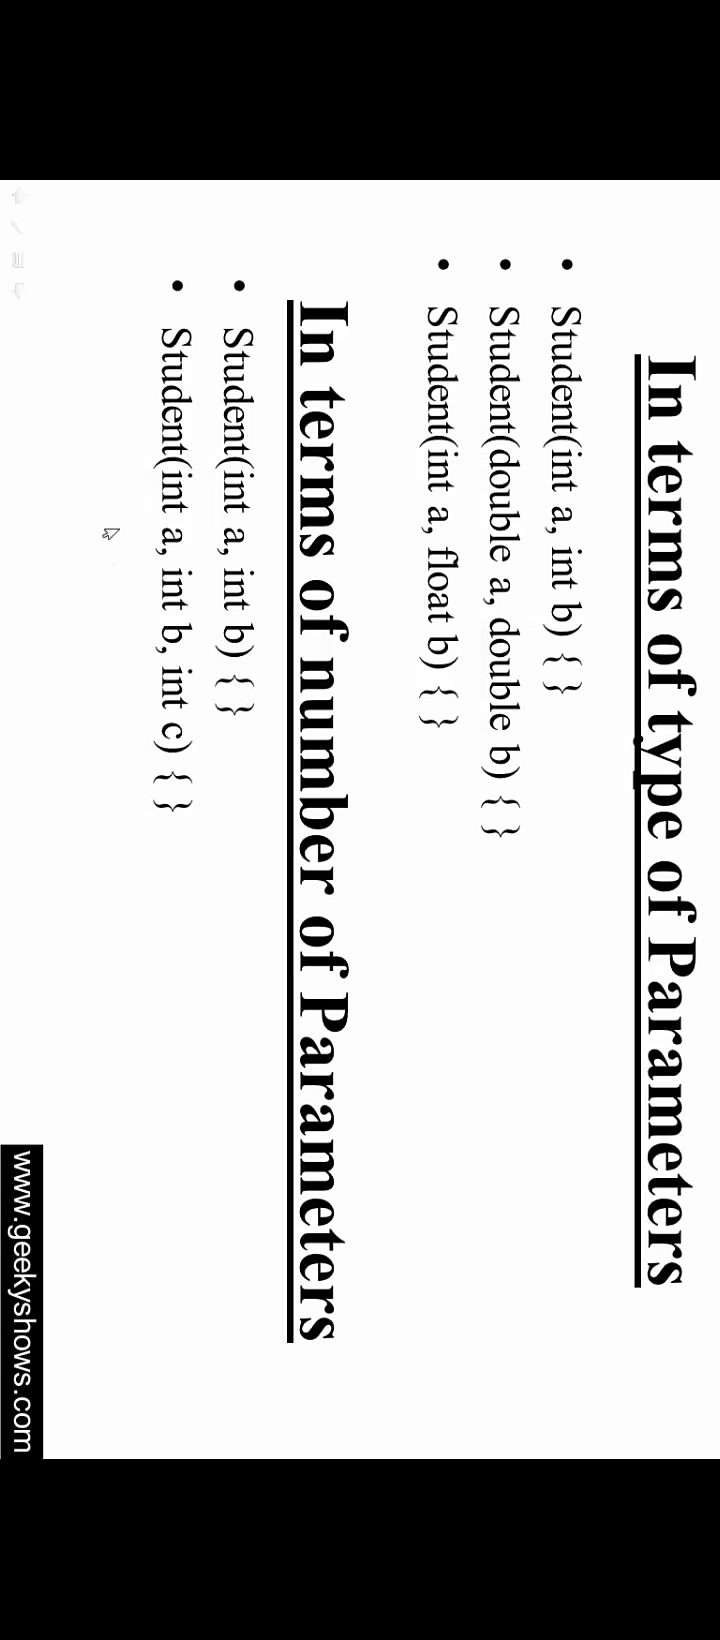 In terms of type of Parameters
• Student(int a, int b) { }
• Student(double a, double b) { }
• Student(int a, float b) { }
In terms of number of Parameters
• Student(int a, int b) { }
• Student(int a, int b, int c) { }
www.geekyshows.com